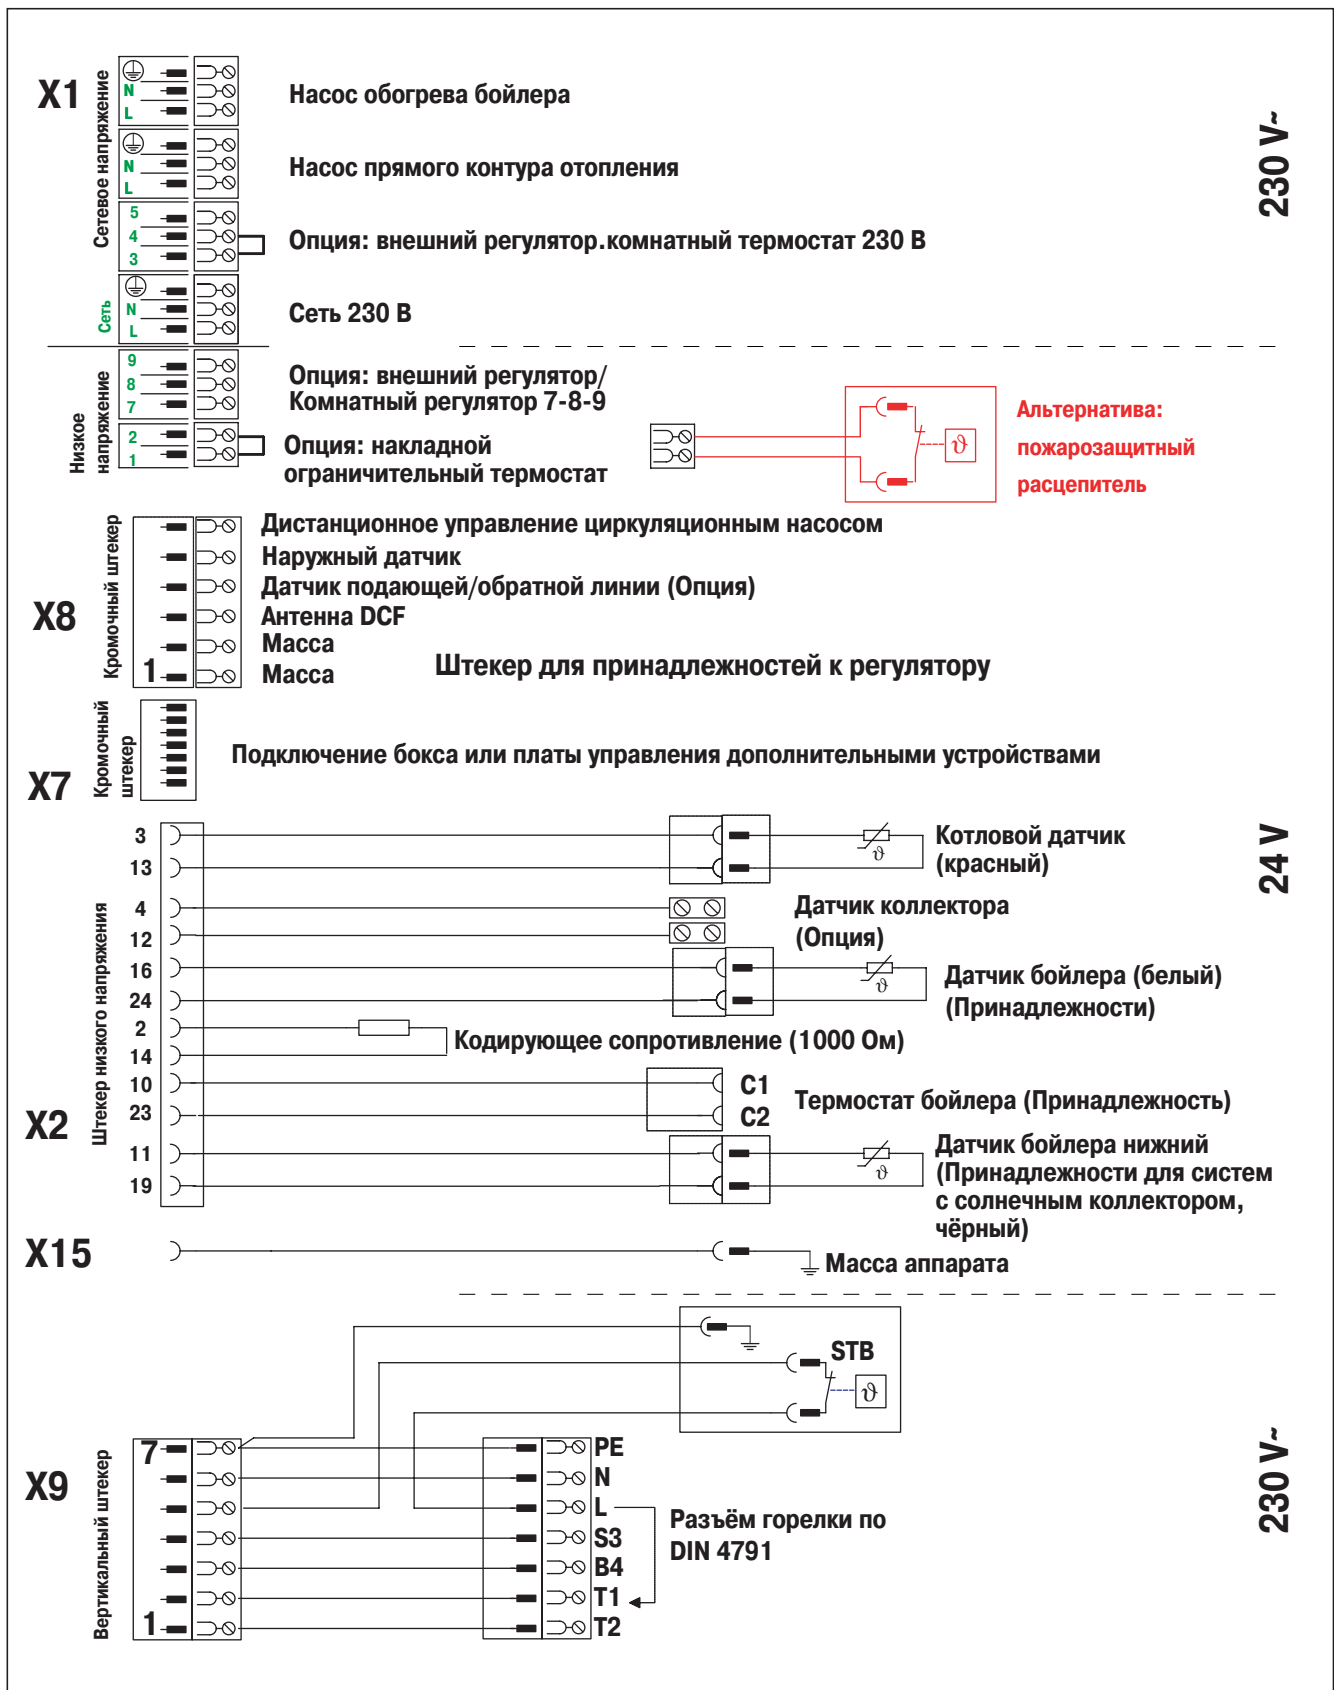 X1
Сетевое напряжение
N
L
Насос обогрева бойлера
N
L
Насос прямого контура отопления
5
4
3
Опция: внешний регулятор.комнатный термостат 230 В
Сеть
N
L
Сеть 230 В
230 V~
Низкое
напряжение
9
8
7
Опция: внешний регулятор/
Комнатный регулятор 7-8-9
2
1
Опция: накладной
ограничительный термостат
ϑ
Альтернатива:
пожарозащитный
расцепитель
X8
Кромочный штекер
1
Дистанционное управление циркуляционным насосом
Наружный датчик
Датчик подающей/обратной линии (Опция)
Антенна DCF
Масса
Масса
Штекер для принадлежностей к регулятору
X7
Кромочный
штекер
Подключение бокса или платы управления дополнительными устройствами
24 V
X2
Штекер низкого напряжения
3
13
ϑ
Котловой датчик
(красный)
4
12
Датчик коллектора
(Опция)
16
24
ϑ
Датчик бойлера (белый)
(Принадлежности)
2
14
Кодирующее сопротивление (1000 Ом)
10
23
C1
C2
Термостат бойлера (Принадлежность)
11
19
ϑ
Датчик бойлера нижний
(Принадлежности для систем
с солнечным коллектором,
чёрный)
X15
Масса аппарата
STB
ϑ
230 V~
X9
Вертикальный штекер
7
1
PE
N
L
S3
B4
T1
T2
Разъём горелки по
DIN 4791